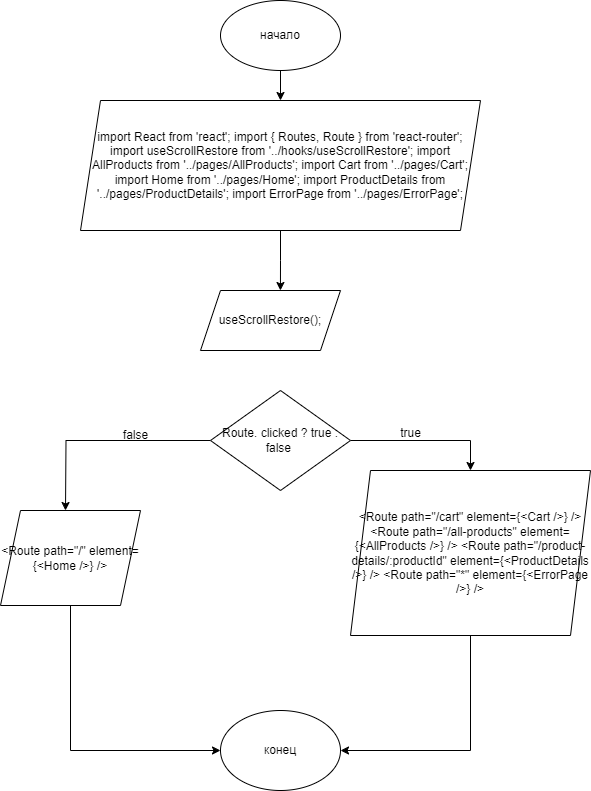 начало
import React from 'react'; import { Routes, Route } from 'react-router';
import useScrollRestore from '../hooks/useScrollRestore'; import
AllProducts from '../pages/AllProducts'; import Cart from '../pages/Cart';
import Home from '../pages/Home'; import ProductDetails from
'../pages/ProductDetails'; import ErrorPage from '../pages/ErrorPage';
useScrollRestore();
Route. clicked ? true :
false
false
true
<Route path="/" element=
{<Home />} />
<Route path="/cart" element={<Cart />} />
<Route path="/all-products" element=
{<AllProducts />} /> <Route path="/product-
details/:productId" element={<ProductDetails
/>} /> <Route path="*" element={<ErrorPage
/>} />
конец